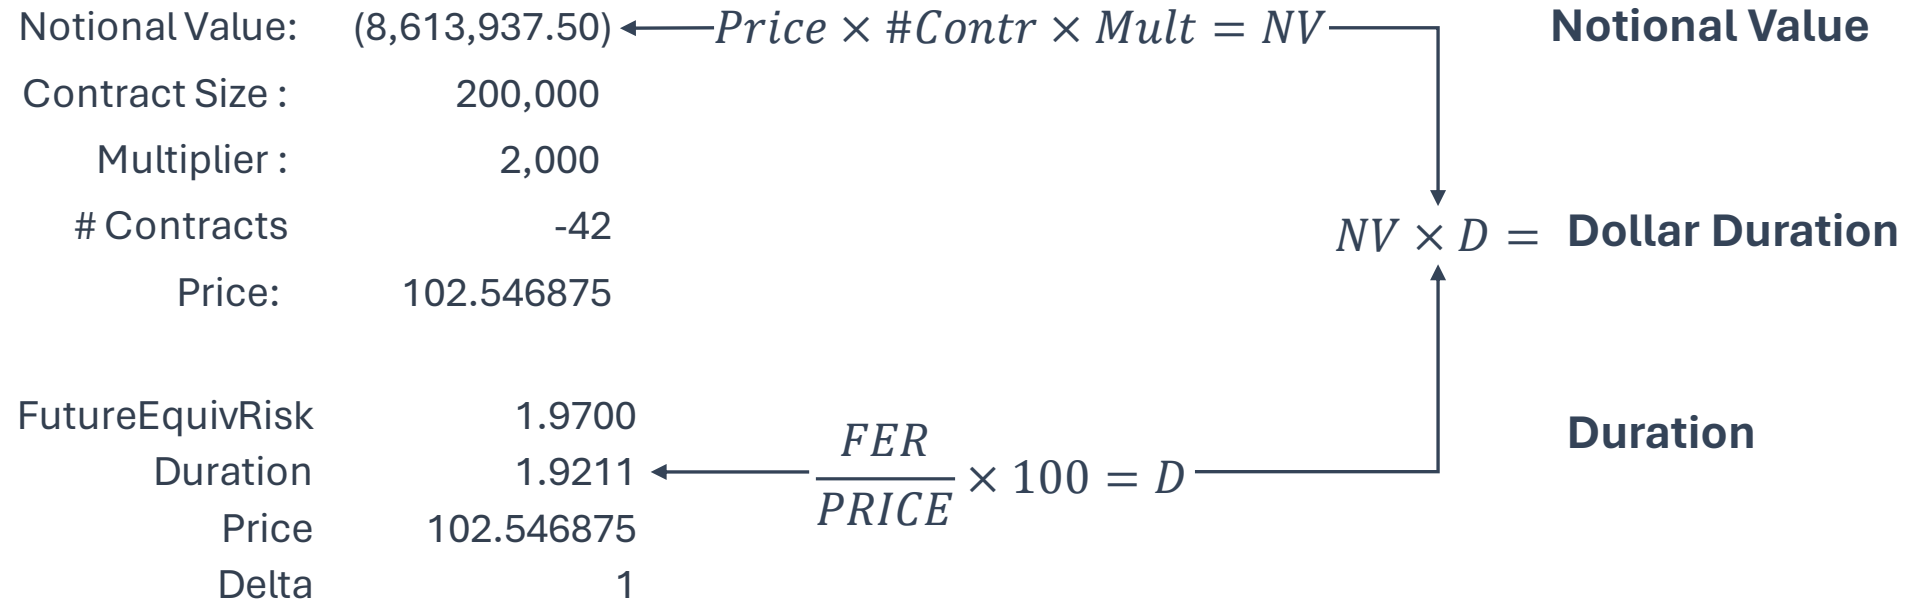 Notional Value: (8,613,937.50) Price × #Contr × Mult = NV Notional Value
Contract Size : 200,000
Multiplier : 2,000
# Contracts -42
NV × D = Dollar Duration
Price: 102.546875
FutureEquivRisk 1.9700
Duration 1.9211
FER
PRICE
× 100 = D
Duration
Price 102.546875
Delta 1